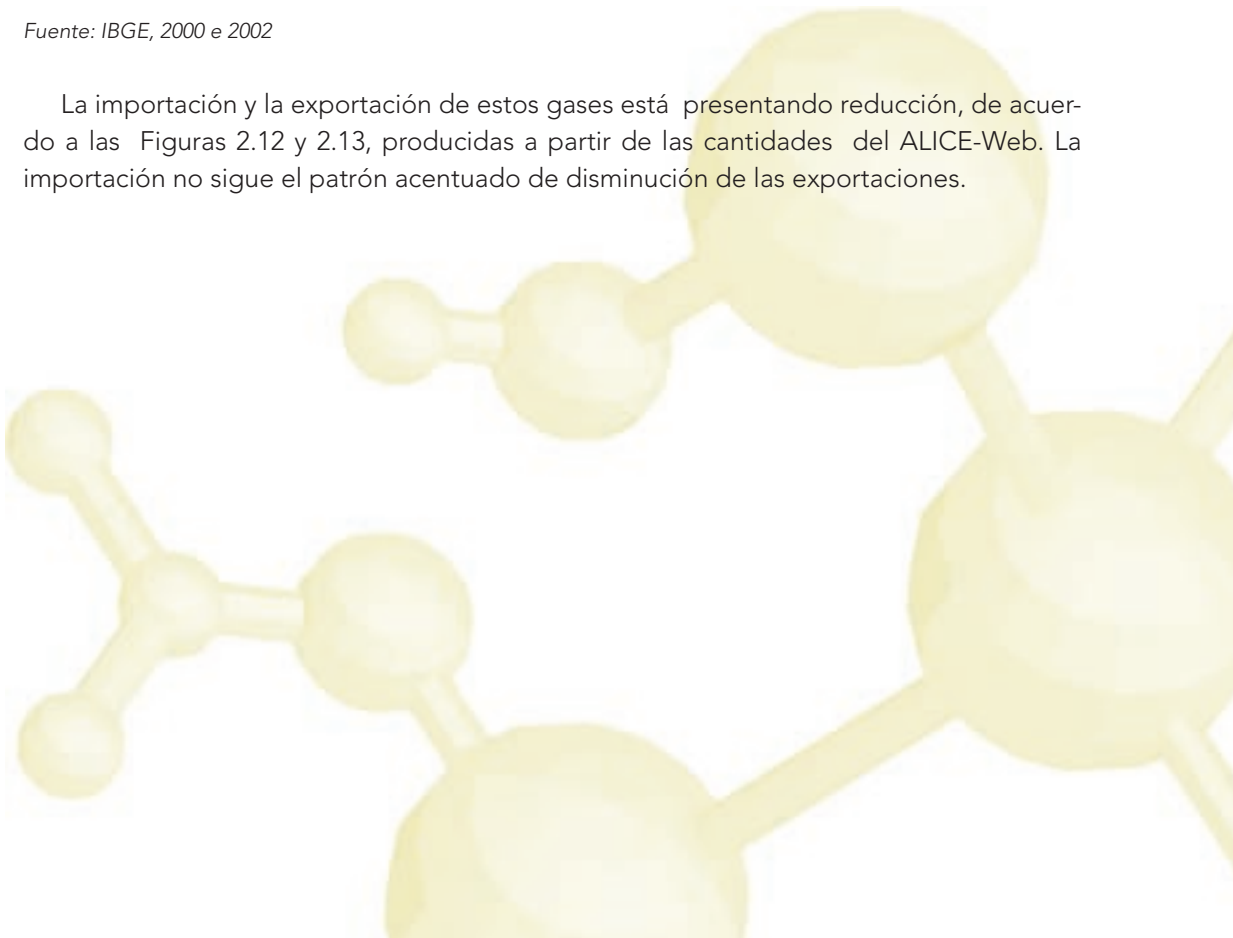 Fuente: IBGE, 2000 e 2002
La importación y la exportación de estos gases está  presentando reducción, de acuer-
do a las  Figuras 2.12 y 2.13, producidas a partir de las cantidades  del ALICE-Web. La
importación no sigue el patrón acentuado de disminución de las exportaciones.